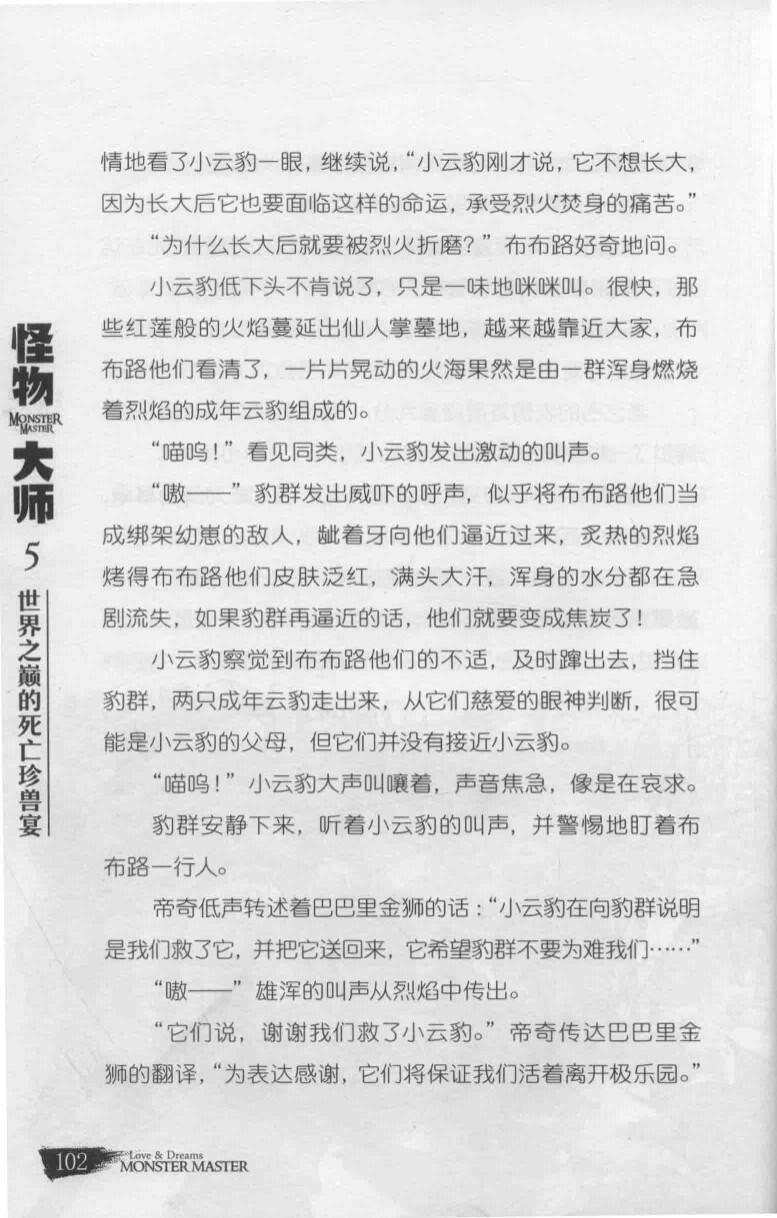 情地看了小云豹一眼，继续说，“小云豹刚才说，它不想长大，
因为长大后它也要面临这样的命运，承受烈火焚身的痛苦。”
“为什么长大后就要被烈火折磨？”布布路好奇地问。
小云豹低下头不肯说了，只是一味地咪咪叫。很快，那
些红莲般的火焰蔓延出仙人掌墓地，越来越靠近大家，布
布路他们看清了，一片片晃动的火海果然是由一群浑身燃烧
着烈焰的成年云豹组成的。
“喵呜！”看见同类，小云豹发出激动的叫声。
“嗷——”豹群发出威吓的呼声，似乎将布布路他们当
成绑架幼崽的敌人，龇着牙向他们逼近过来，炙热的烈焰
烤得布布路他们皮肤泛红，满头大汗，浑身的水分都在急
剧流失，如果豹群再逼近的话，他们就要变成焦炭了！
小云豹察觉到布布路他们的不适，及时蹿出去，挡住
豹群，两只成年云豹走出来，从它们慈爱的眼神判断，很可
能是小云豹的父母，但它们并没有接近小云豹。
“喵呜！”小云豹大声叫嚷着，声音焦急，像是在哀求。
豹群安静下来，听着小云豹的叫声，并警惕地盯着布
布路一行人。
帝奇低声转述着巴巴里金狮的话：“小云豹在向豹群说明
是我们救了它，并把它送回来，它希望豹群不要为难我们……”
“嗷——”雄浑的叫声从烈焰中传出。
“它们说，谢谢我们救了小云豹。”帝奇传达巴巴里金
狮的翻译，“为表达感谢，它们将保证我们活着离开极乐园。”
怪物
MONSTER
MASTER
大师
5
世界之巅的死亡珍兽宴
102
Love & Dreams
MONSTER MASTER